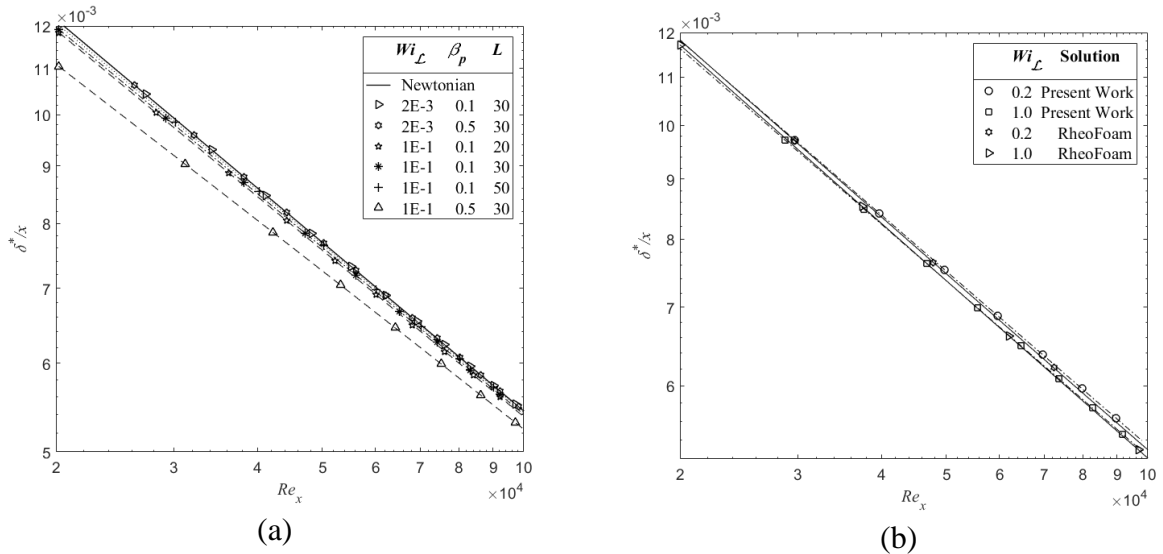 ×10⁻³
12
11
10
9
8
7
6
5
δ*/x
2
3
4
5
6
7
8
9
10
×10⁴
Re_x
Wi_ℒ β_p L
Newtonian
2E-3 0.1 30
2E-3 0.5 30
1E-1 0.1 20
1E-1 0.1 30
1E-1 0.1 50
1E-1 0.5 30
(a)
×10⁻³
12
11
10
9
8
7
6
δ*/x
2
3
4
5
6
7
8
9
10
×10⁴
Re_x
Wi_ℒ Solution
0.2 Present Work
1.0 Present Work
0.2 RheoFoam
1.0 RheoFoam
(b)